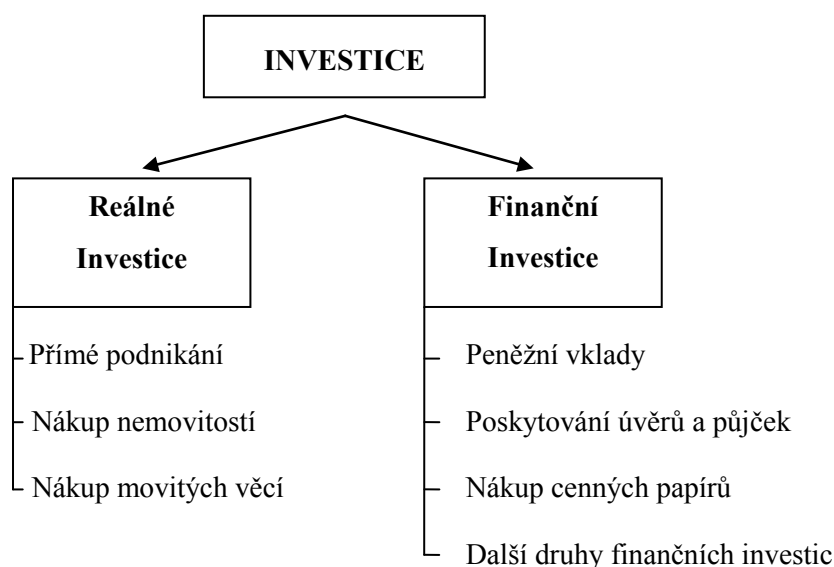 INVESTICE
Reálné
Investice
Přímé podnikání
Nákup nemovitostí
Nákup movitých věcí
Finanční
Investice
Peněžní vklady
Poskytování úvěrů a půjček
Nákup cenných papírů
Další druhy finančních investic